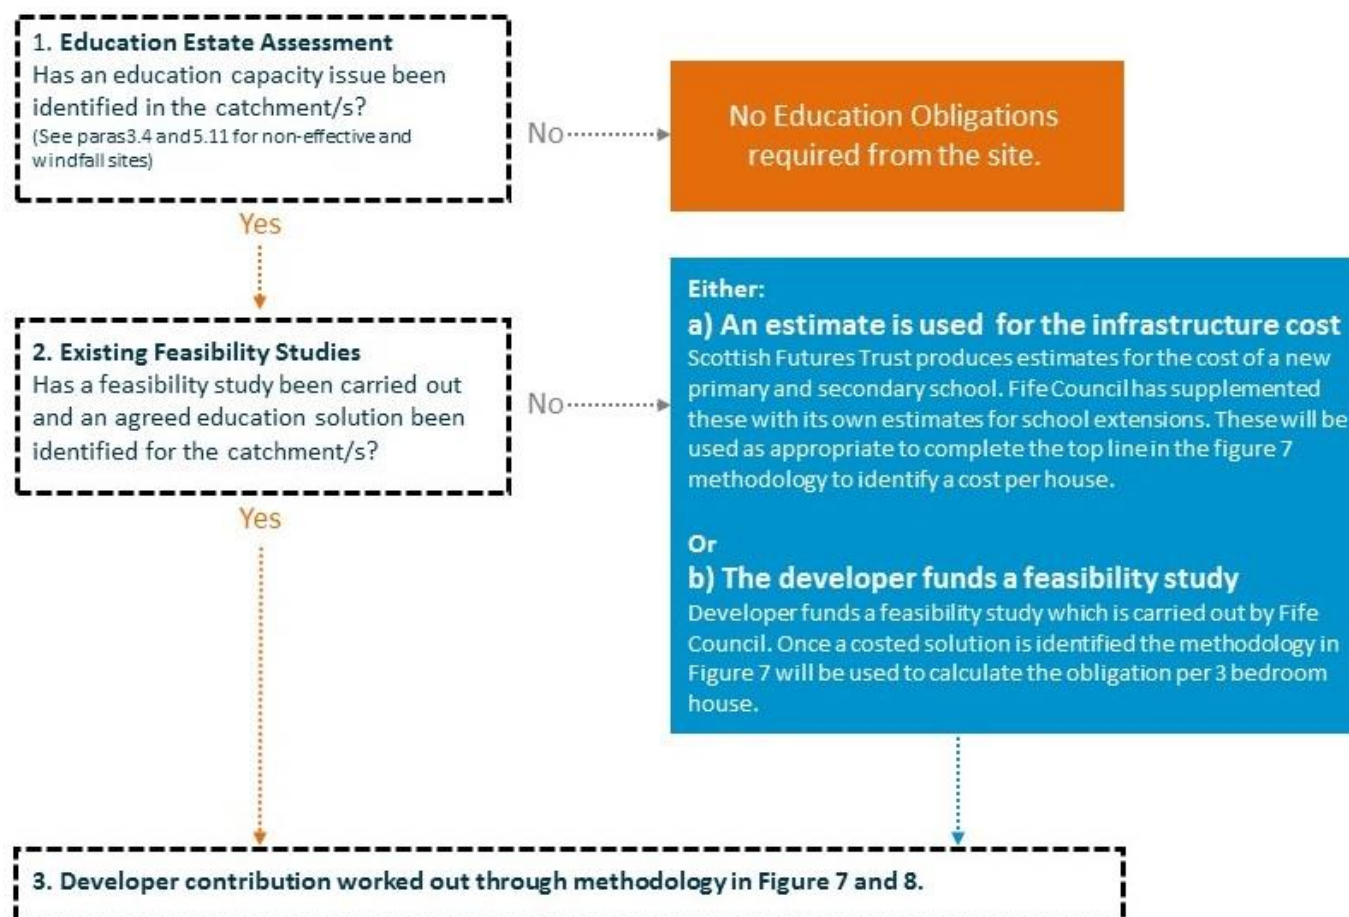 1. Education Estate Assessment
Has an education capacity issue been
identified in the catchment/s?
(See paras3.4 and 5.11 for non-effective and
windfall sites)
No
No Education Obligations
required from the site.
Yes
2. Existing Feasibility Studies
Has a feasibility study been carried out
and an agreed education solution been
identified for the catchment/s?
No
Either:
a) An estimate is used for the infrastructure cost
Scottish Futures Trust produces estimates for the cost of a new
primary and secondary school. Fife Council has supplemented
these with its own estimates for school extensions. These will be
used as appropriate to complete the top line in the figure 7
methodology to identify a cost per house.
Or
b) The developer funds a feasibility study
Developer funds a feasibility study which is carried out by Fife
Council. Once a costed solution is identified the methodology in
Figure 7 will be used to calculate the obligation per 3 bedroom
house.
Yes
3. Developer contribution worked out through methodology in Figure 7 and 8.